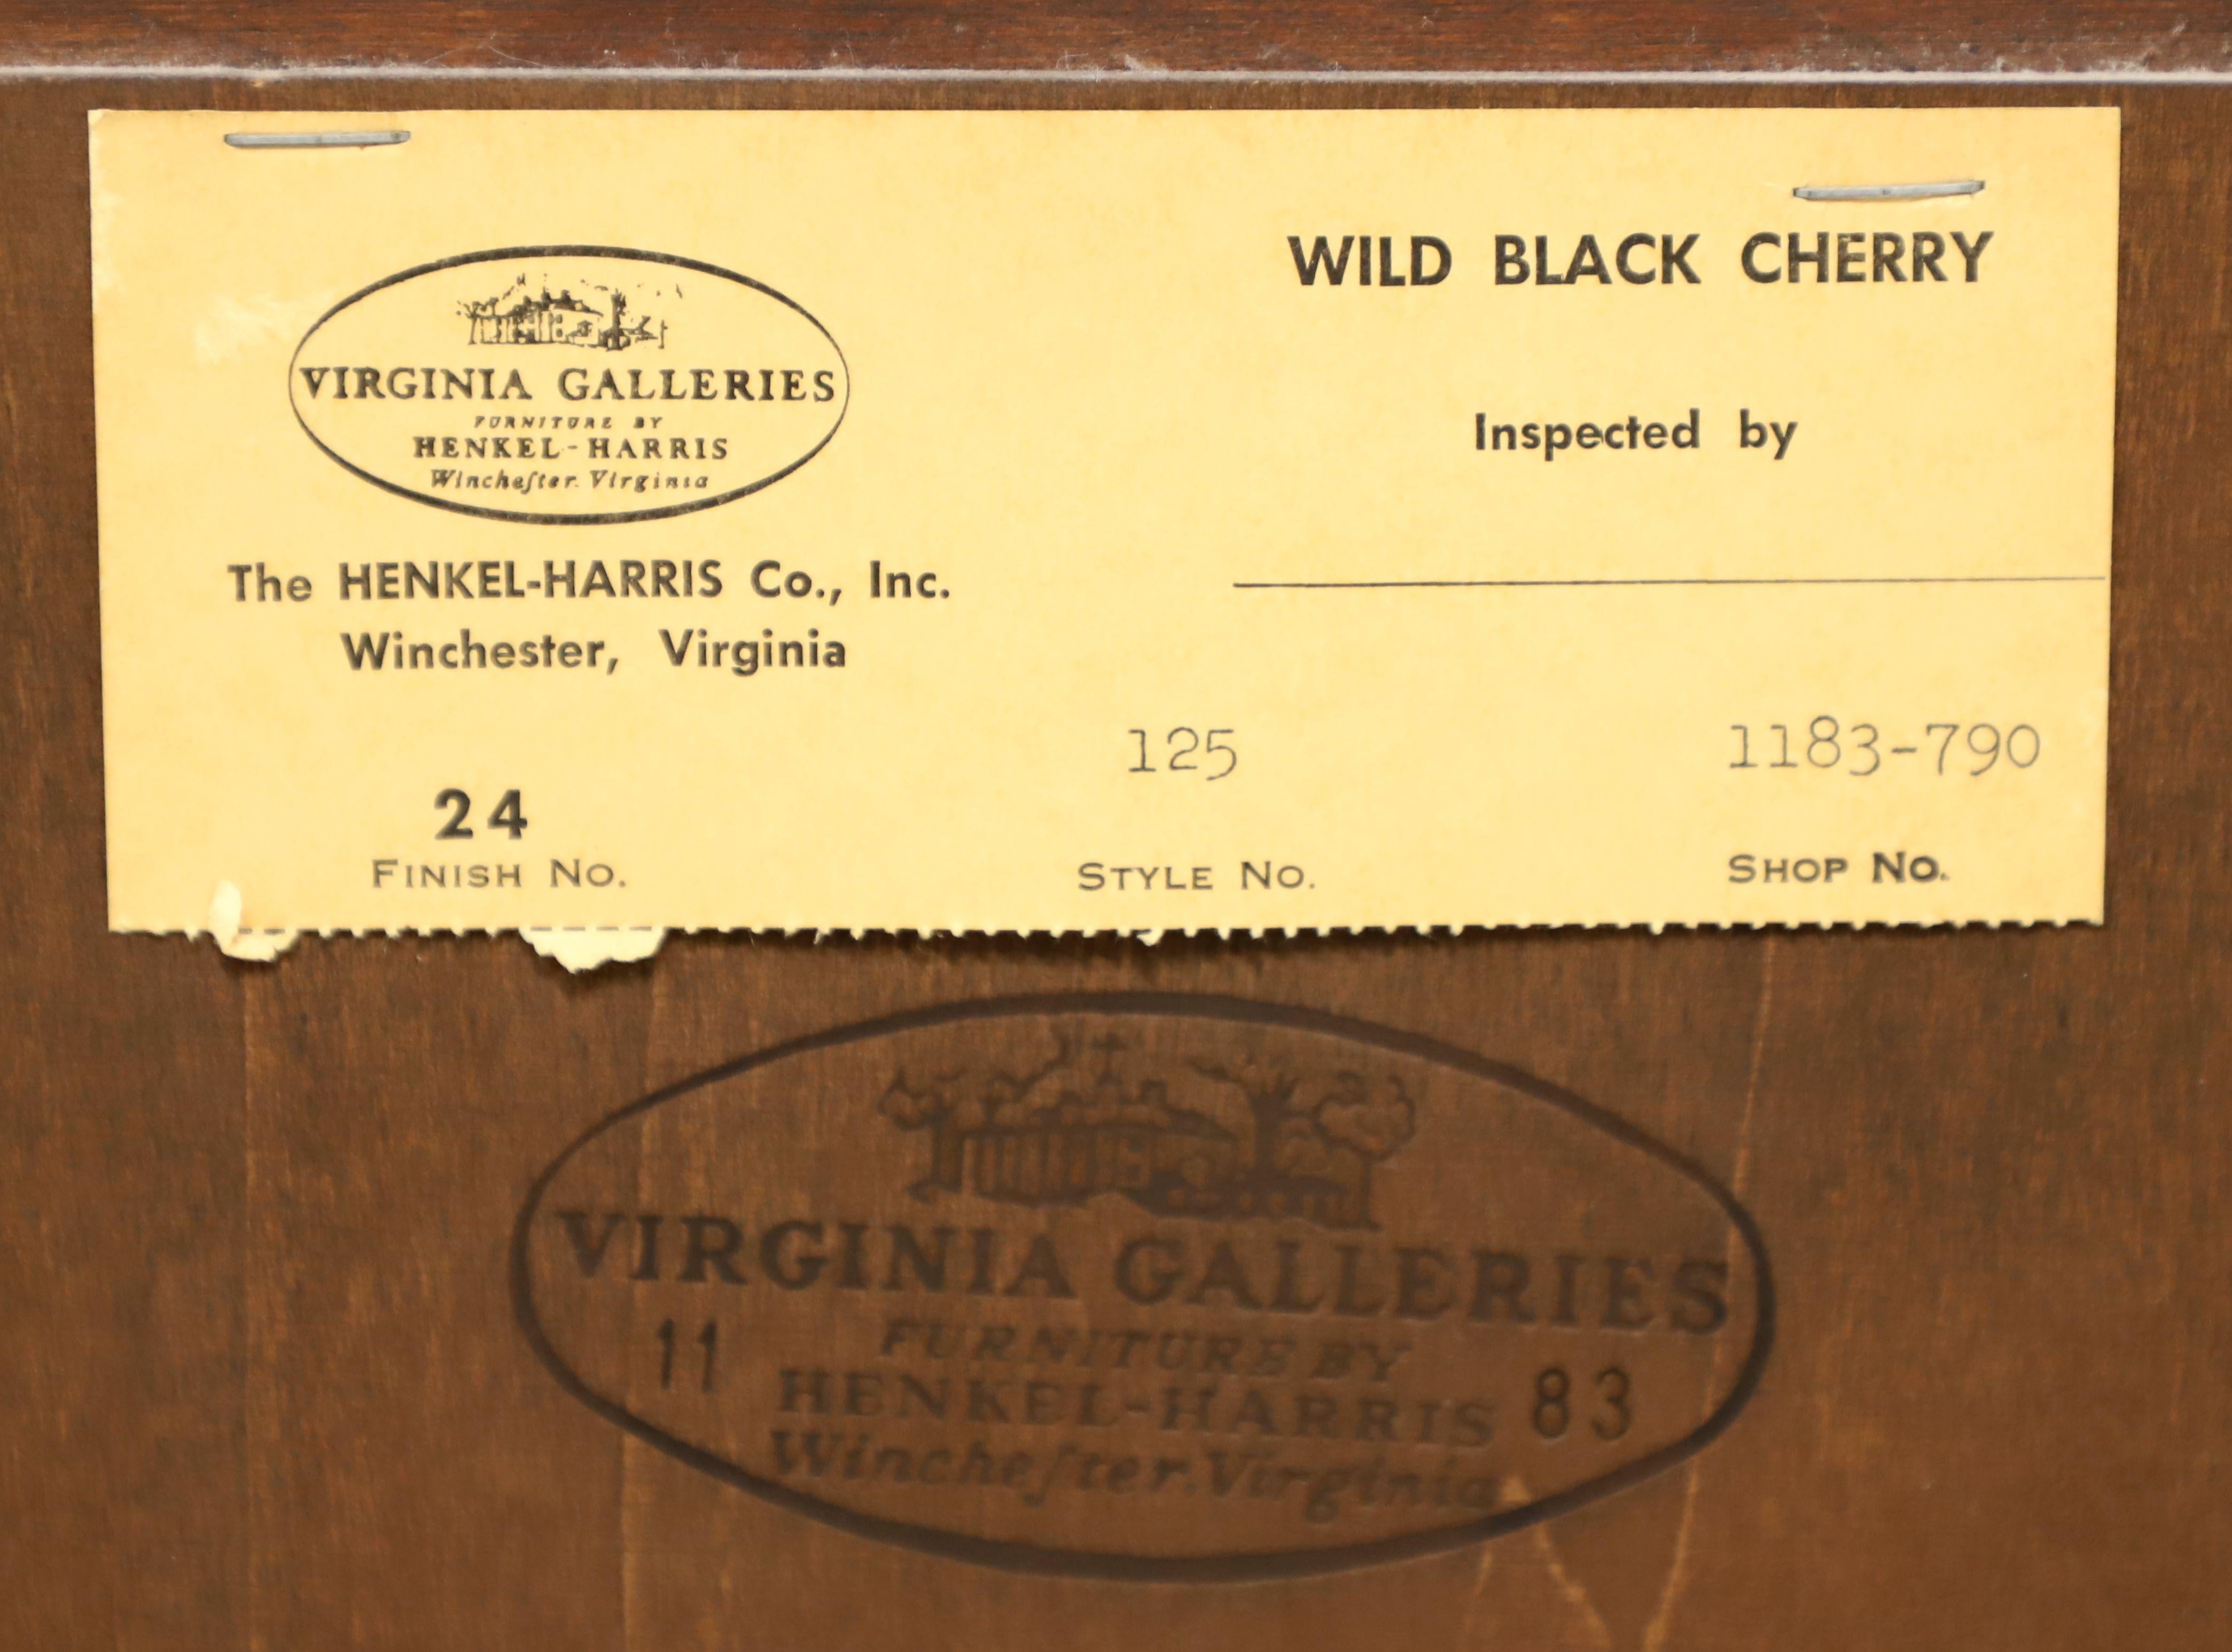 VIRGINIA GALLERIES
FURNITURE BY
HENKEL-HARRIS
Wincheſter. Virginia
The HENKEL-HARRIS Co., Inc.
Winchester, Virginia
WILD BLACK CHERRY
Inspected by
24
FINISH NO.
125
STYLE NO.
1183-790
SHOP NO.
VIRGINIA GALLERIES
11 FURNITURE BY
HENKEL-HARRIS 83
Wincheſter. Virginia